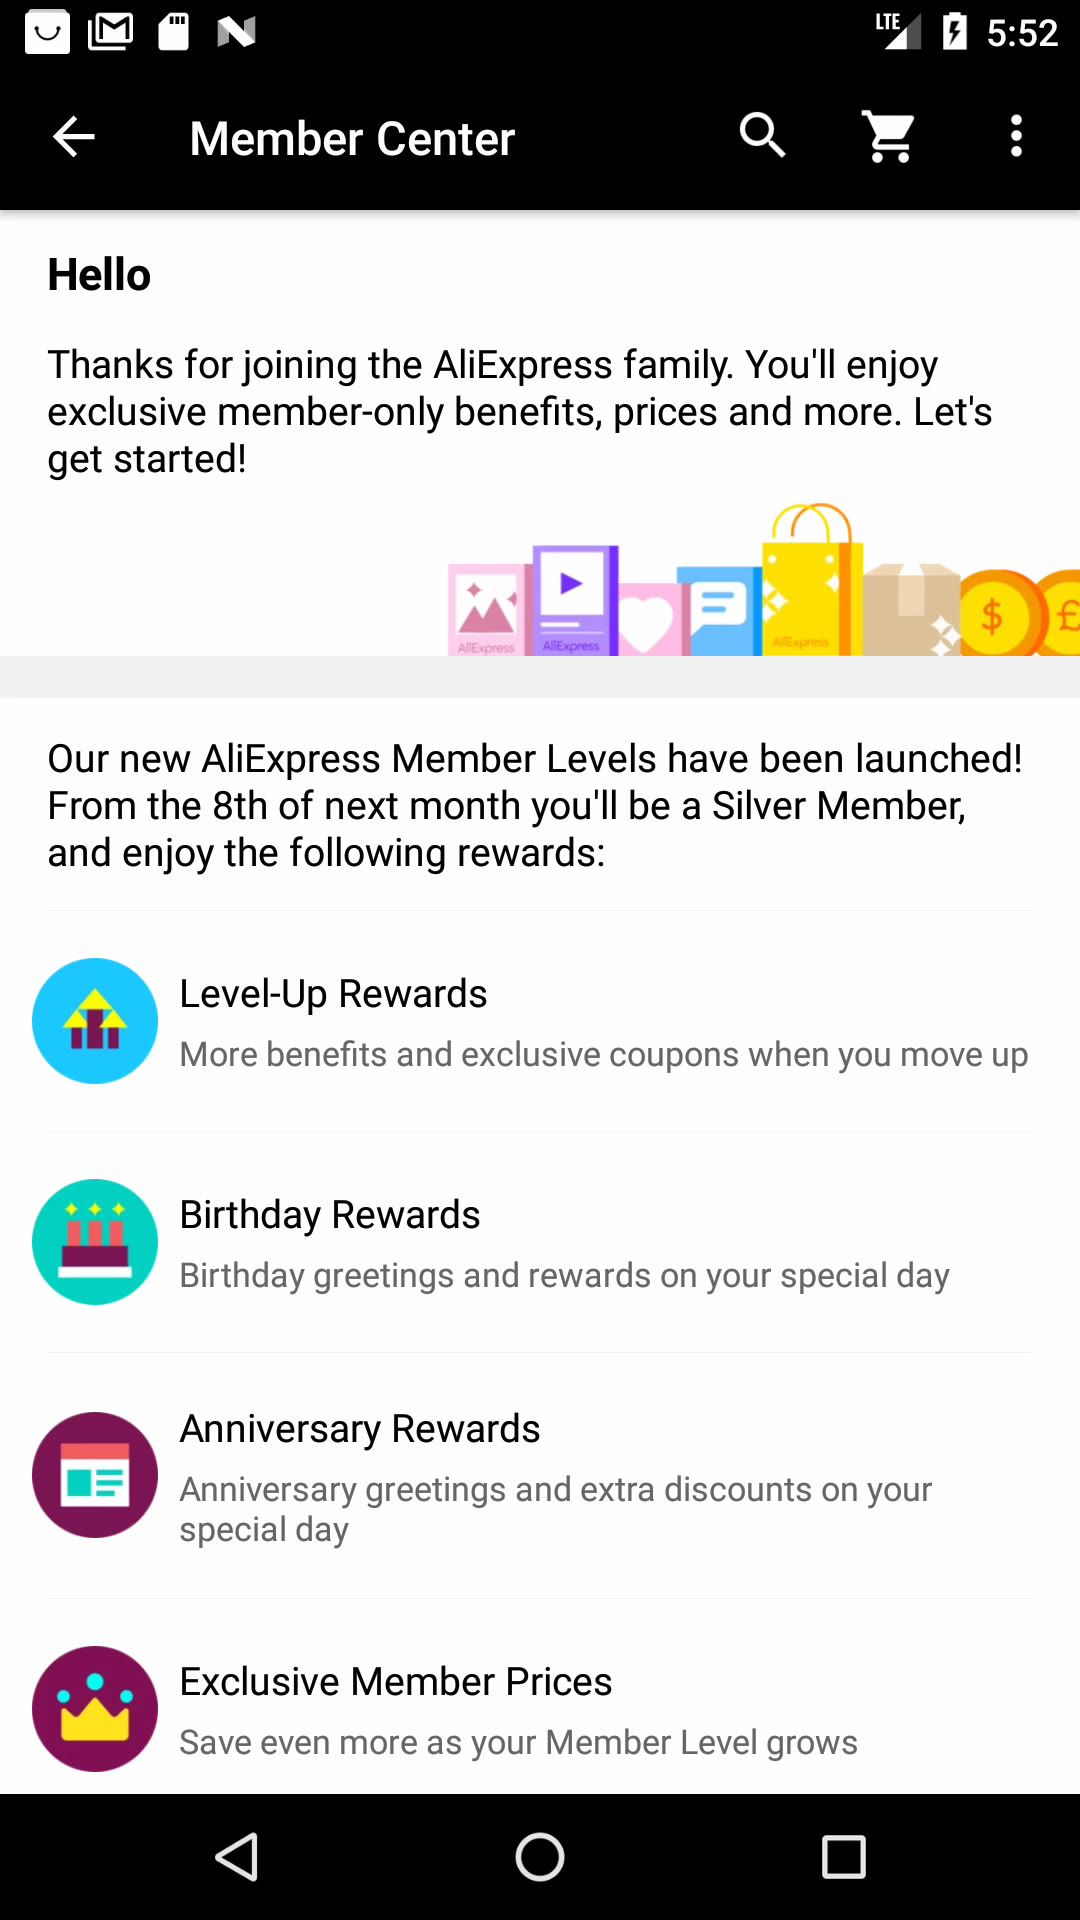 LTE 5:52
Member Center
Hello
Thanks for joining the AliExpress family. You'll enjoy
exclusive member-only benefits, prices and more. Let's
get started!
AliExpress
AliExpress
AliExpress
$
£
Our new AliExpress Member Levels have been launched!
From the 8th of next month you'll be a Silver Member,
and enjoy the following rewards:
Level-Up Rewards
More benefits and exclusive coupons when you move up
Birthday Rewards
Birthday greetings and rewards on your special day
Anniversary Rewards
Anniversary greetings and extra discounts on your
special day
Exclusive Member Prices
Save even more as your Member Level grows